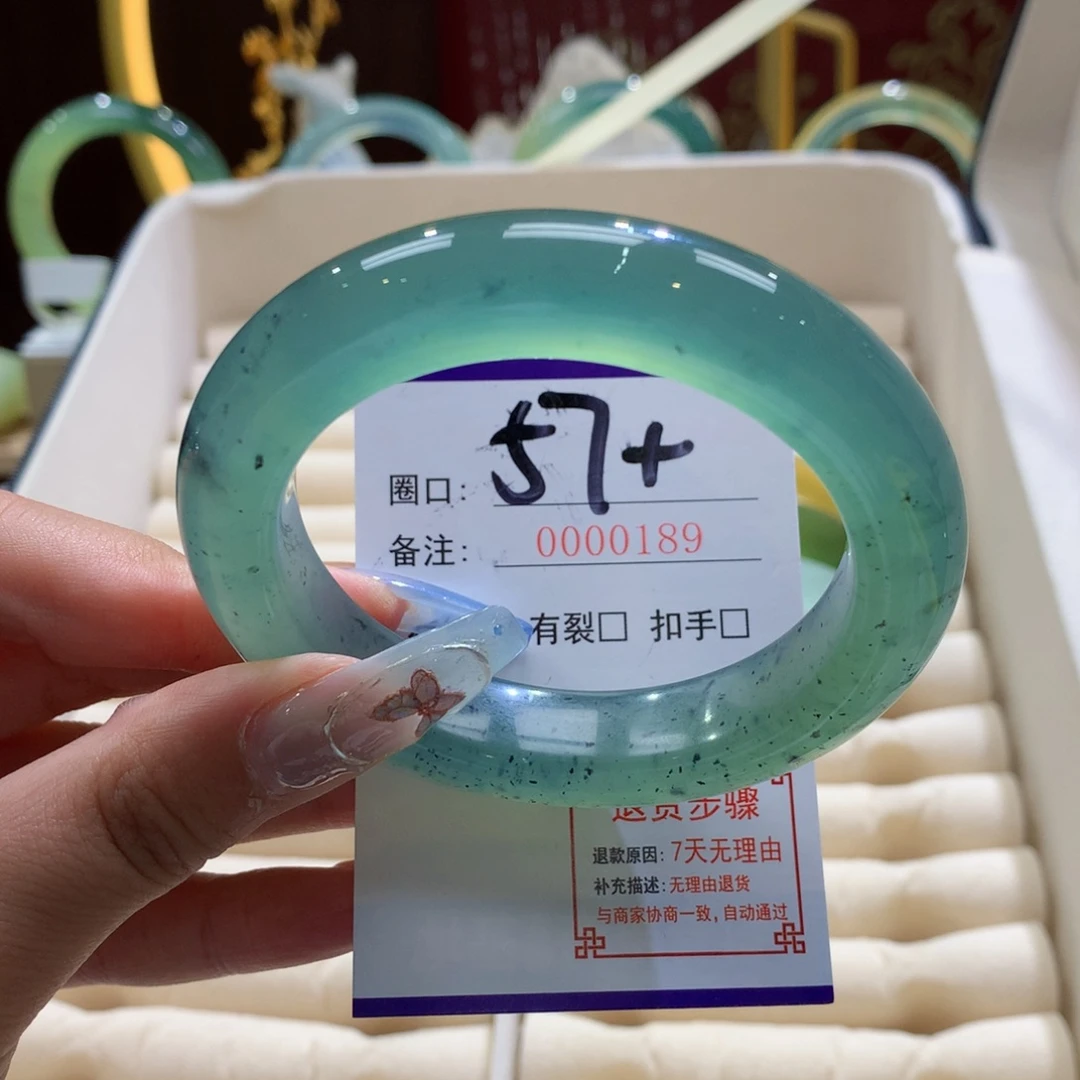 圈口: 57+
备注: 0000189
有裂□ 扣手□
退货步骤
退款原因: 7天无理由
补充描述: 无理由退货
与商家协商一致, 自动通过